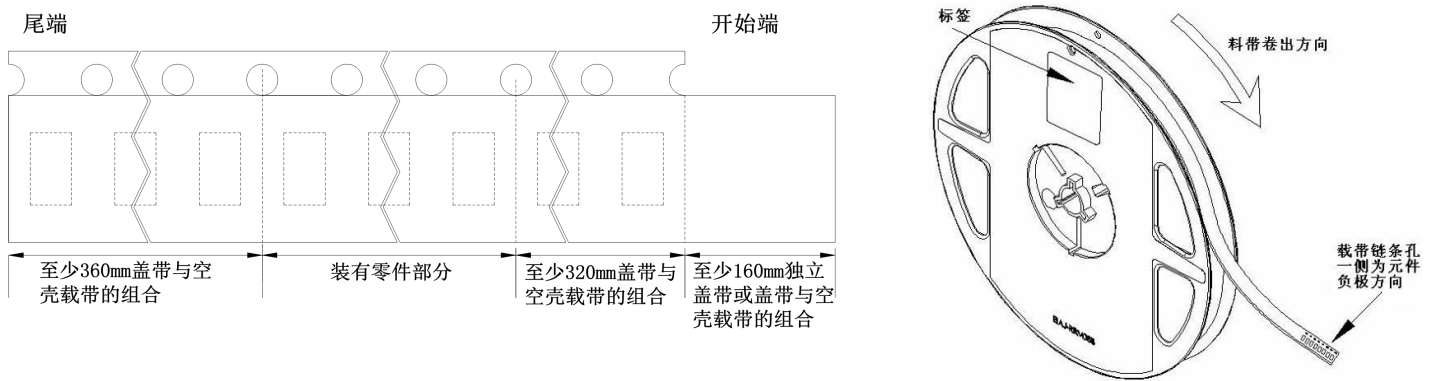 尾端
开始端
至少360mm盖带与空
壳载带的组合
装有零件部分
至少320mm盖带与
空壳载带的组合
至少160mm独立
盖带或盖带与空
壳载带的组合
标签
料带卷出方向
载带链条孔
一侧为元件
负极方向